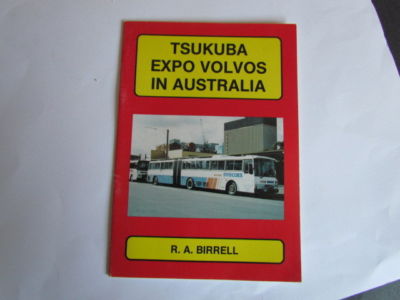 TSUKUBA
EXPO VOLVOS
IN AUSTRALIA
R. A. BIRRELL